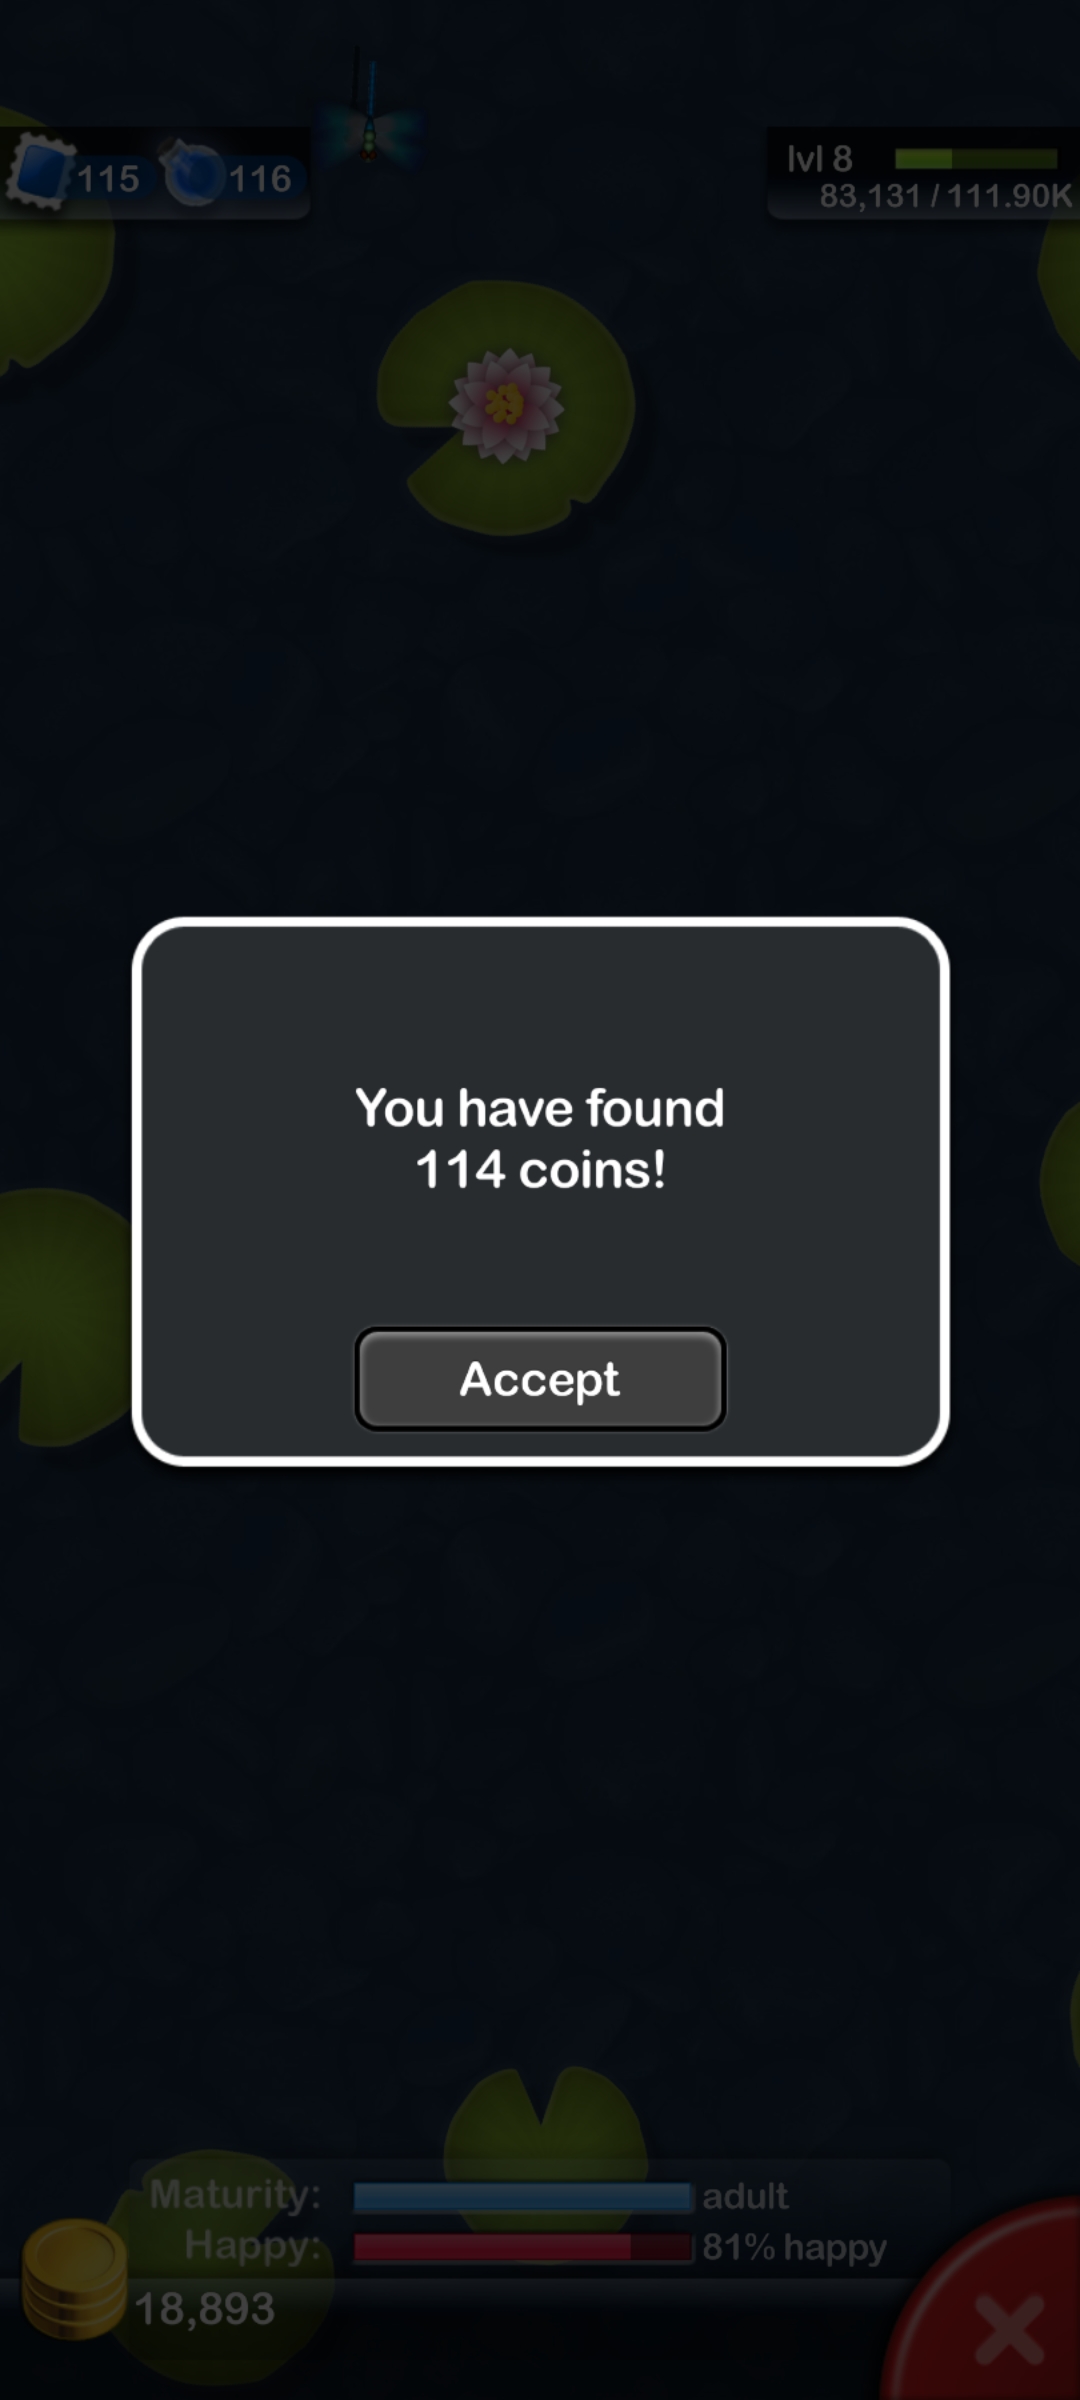 115 116
lvl 8
83,131 / 111.90K
You have found
114 coins!
Accept
Maturity: adult
Happy: 81% happy
18,893